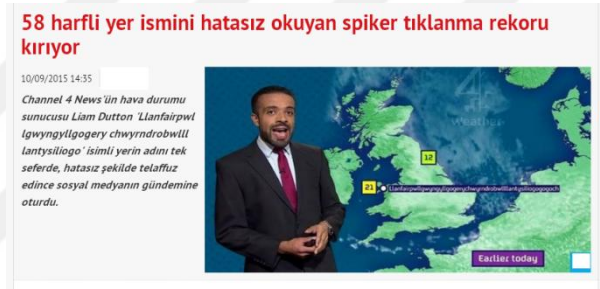 58 harfli yer ismini hatasız okuyan spiker tıklanma rekoru
kırıyor
10/09/2015 14:35
Channel 4 News'ün hava durumu
sunucusu Liam Dutton 'Llanfairpwl
lgwyngyllgogery chwyrndrobwlll
lantysiliogo' isimli yerin adını tek
seferde, hatasız şekilde telaffuz
edince sosyal medyanın gündemine
oturdu.
4
weather
12
21
Llanfairpwllgwyngyllgogerychwyrndrobwllllantysiliogogogoch
Earlier today